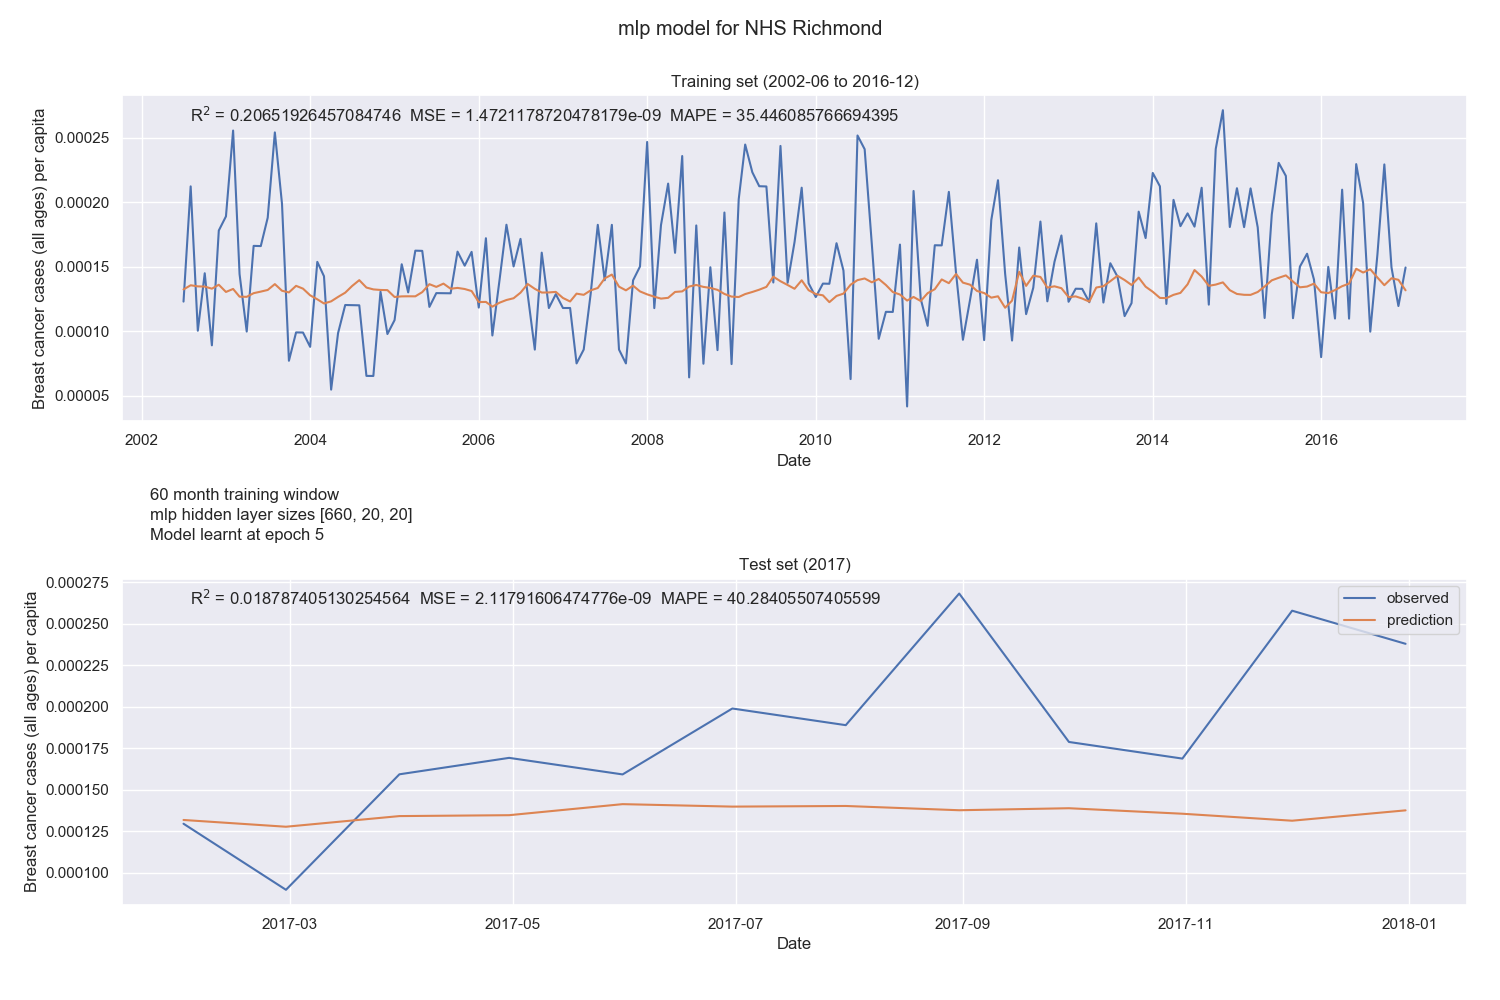 mlp model for NHS Richmond
Training set (2002-06 to 2016-12)
R² = 0.20651926457084746 MSE = 1.4721178720478179e-09 MAPE = 35.446085766694395
Breast cancer cases (all ages) per capita
0.00025
0.00020
0.00015
0.00010
0.00005
2002 2004 2006 2008 2010 2012 2014 2016
Date
60 month training window
mlp hidden layer sizes [660, 20, 20]
Model learnt at epoch 5
Test set (2017)
R² = 0.018787405130254564 MSE = 2.11791606474776e-09 MAPE = 40.28405507405599
observed
prediction
Breast cancer cases (all ages) per capita
0.000275
0.000250
0.000225
0.000200
0.000175
0.000150
0.000125
0.000100
2017-03 2017-05 2017-07 2017-09 2017-11 2018-01
Date